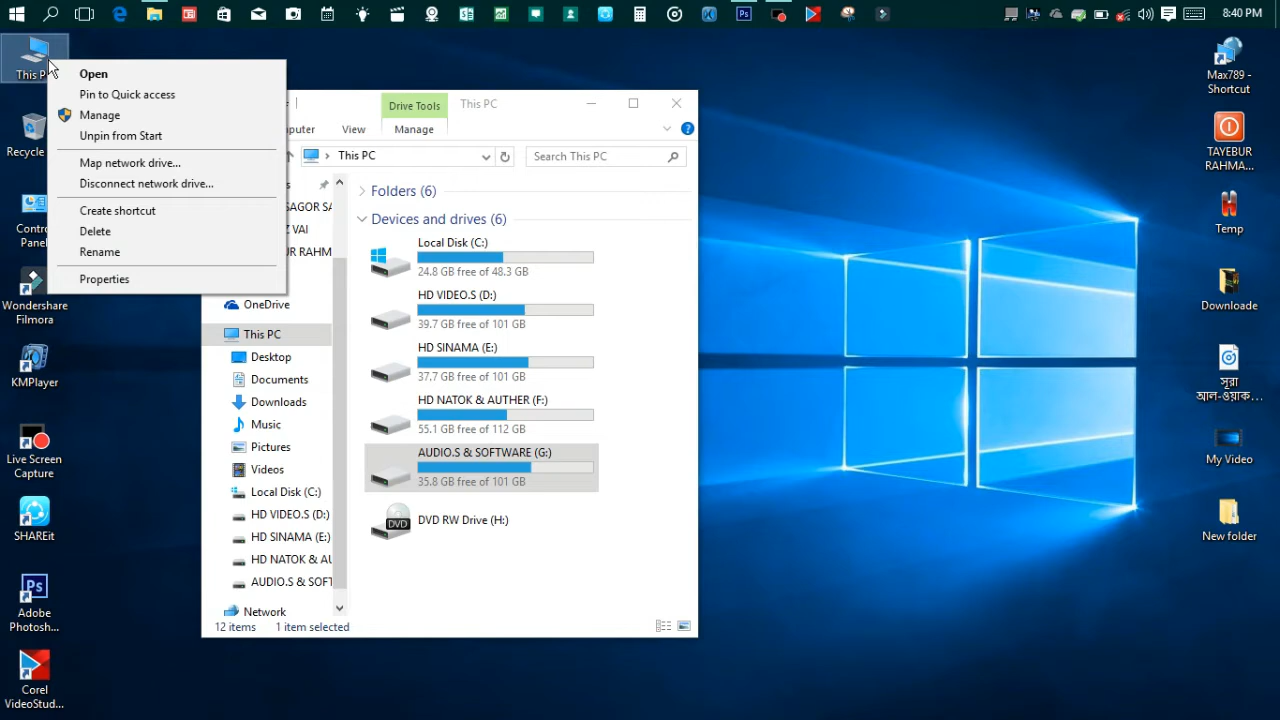 8:40 PM
This P
Recycle
Contro
Panel
Wondershare
Filmora
KMPlayer
Live Screen
Capture
SHAREit
Adobe
Photosh...
Corel
VideoStud...
Open
Pin to Quick access
Manage
Unpin from Start
Map network drive...
Disconnect network drive...
Create shortcut
Delete
Rename
Properties
Drive Tools
This PC
View
Manage
This PC
Search This PC
OneDrive
This PC
Desktop
Documents
Downloads
Music
Pictures
Videos
Local Disk (C:)
HD VIDEO.S (D:)
HD SINAMA (E:)
HD NATOK & AU
AUDIO.S & SOFT
Network
Folders (6)
Devices and drives (6)
Local Disk (C:)
24.8 GB free of 48.3 GB
HD VIDEO.S (D:)
39.7 GB free of 101 GB
HD SINAMA (E:)
37.7 GB free of 101 GB
HD NATOK & AUTHER (F:)
55.1 GB free of 112 GB
AUDIO.S & SOFTWARE (G:)
35.8 GB free of 101 GB
DVD
DVD RW Drive (H:)
12 items
1 item selected
Max789 -
Shortcut
TAYEBUR
RAHMA...
Temp
Downloade
সূরা
আল-ওয়াক...
My Video
New folder